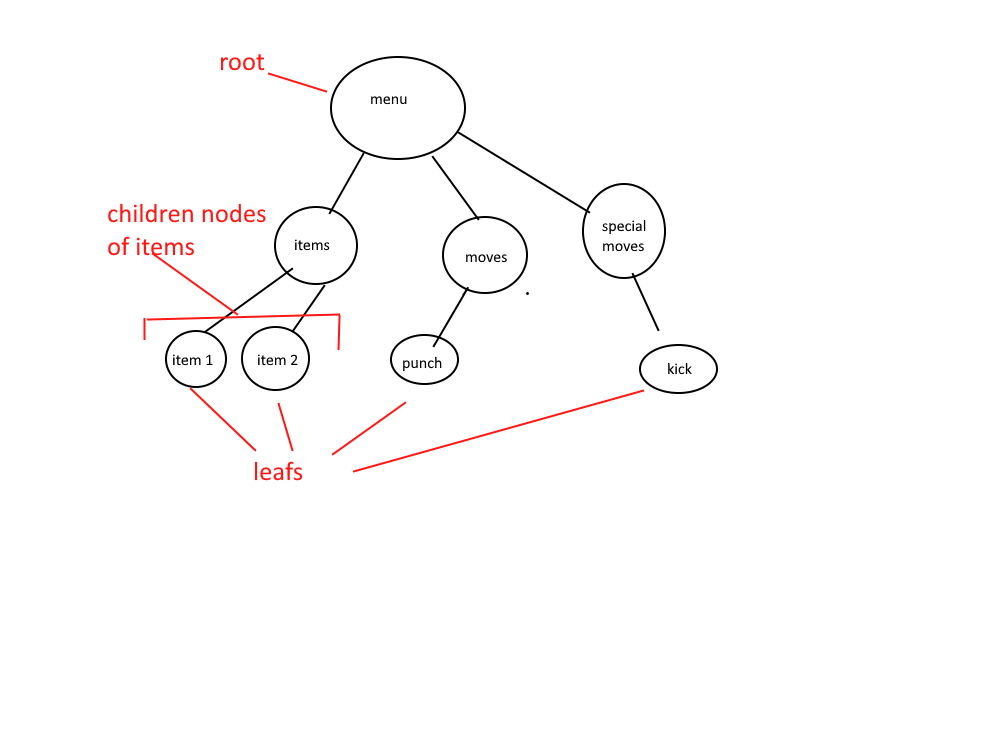 root
menu
children nodes
of items
items
moves
special
moves
item 1
item 2
punch
kick
leafs